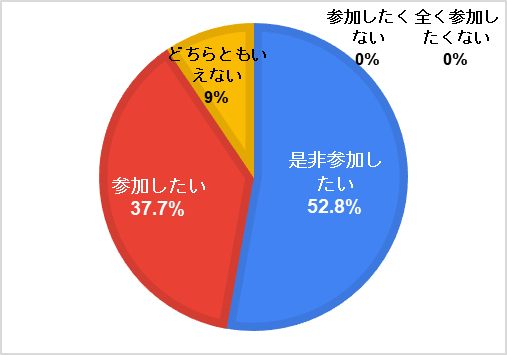 参加したく
ない
0%
全く参加し
たくない
0%
どちらともい
えない
9%
是非参加し
たい
52.8%
参加したい
37.7%